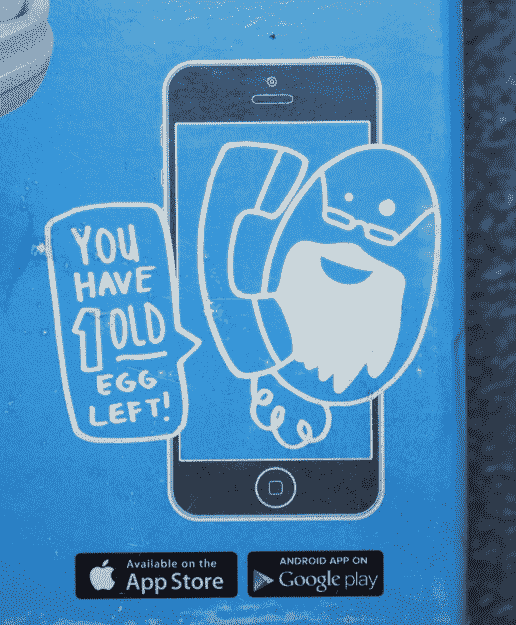 YOU
HAVE
1 OLD
EGG
LEFT!
Available on the
App Store
ANDROID APP ON
Google play